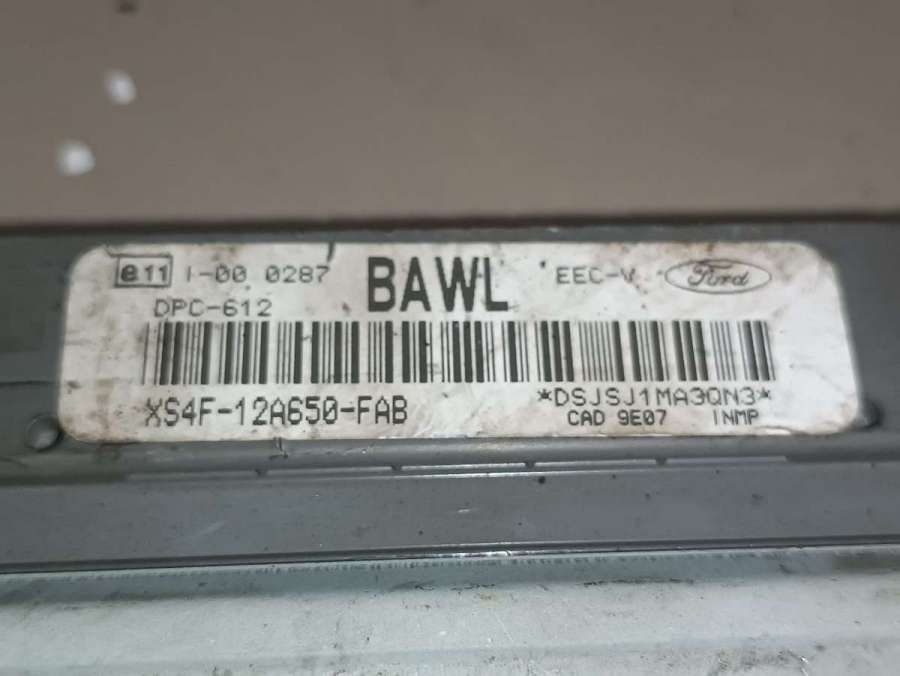 e11 I-00 0287 BAWL EEC-V Ford
DPC-612
XS4F-12A650-FAB *DSJSJ1MA3QN3*
CAD 9E07 INMP